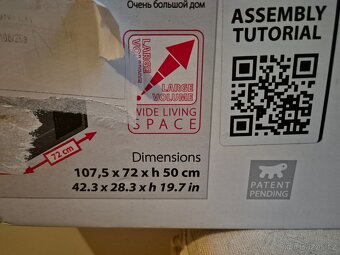 Очень большой дом
ASSEMBLY
TUTORIAL
LARGE
VOLUME
LARGE
VOLUME
WIDE LIVING
SPACE
72 cm
Dimensions
107,5 x 72 x h 50 cm
42.3 x 28.3 x h 19.7 in
PATENT
PENDING